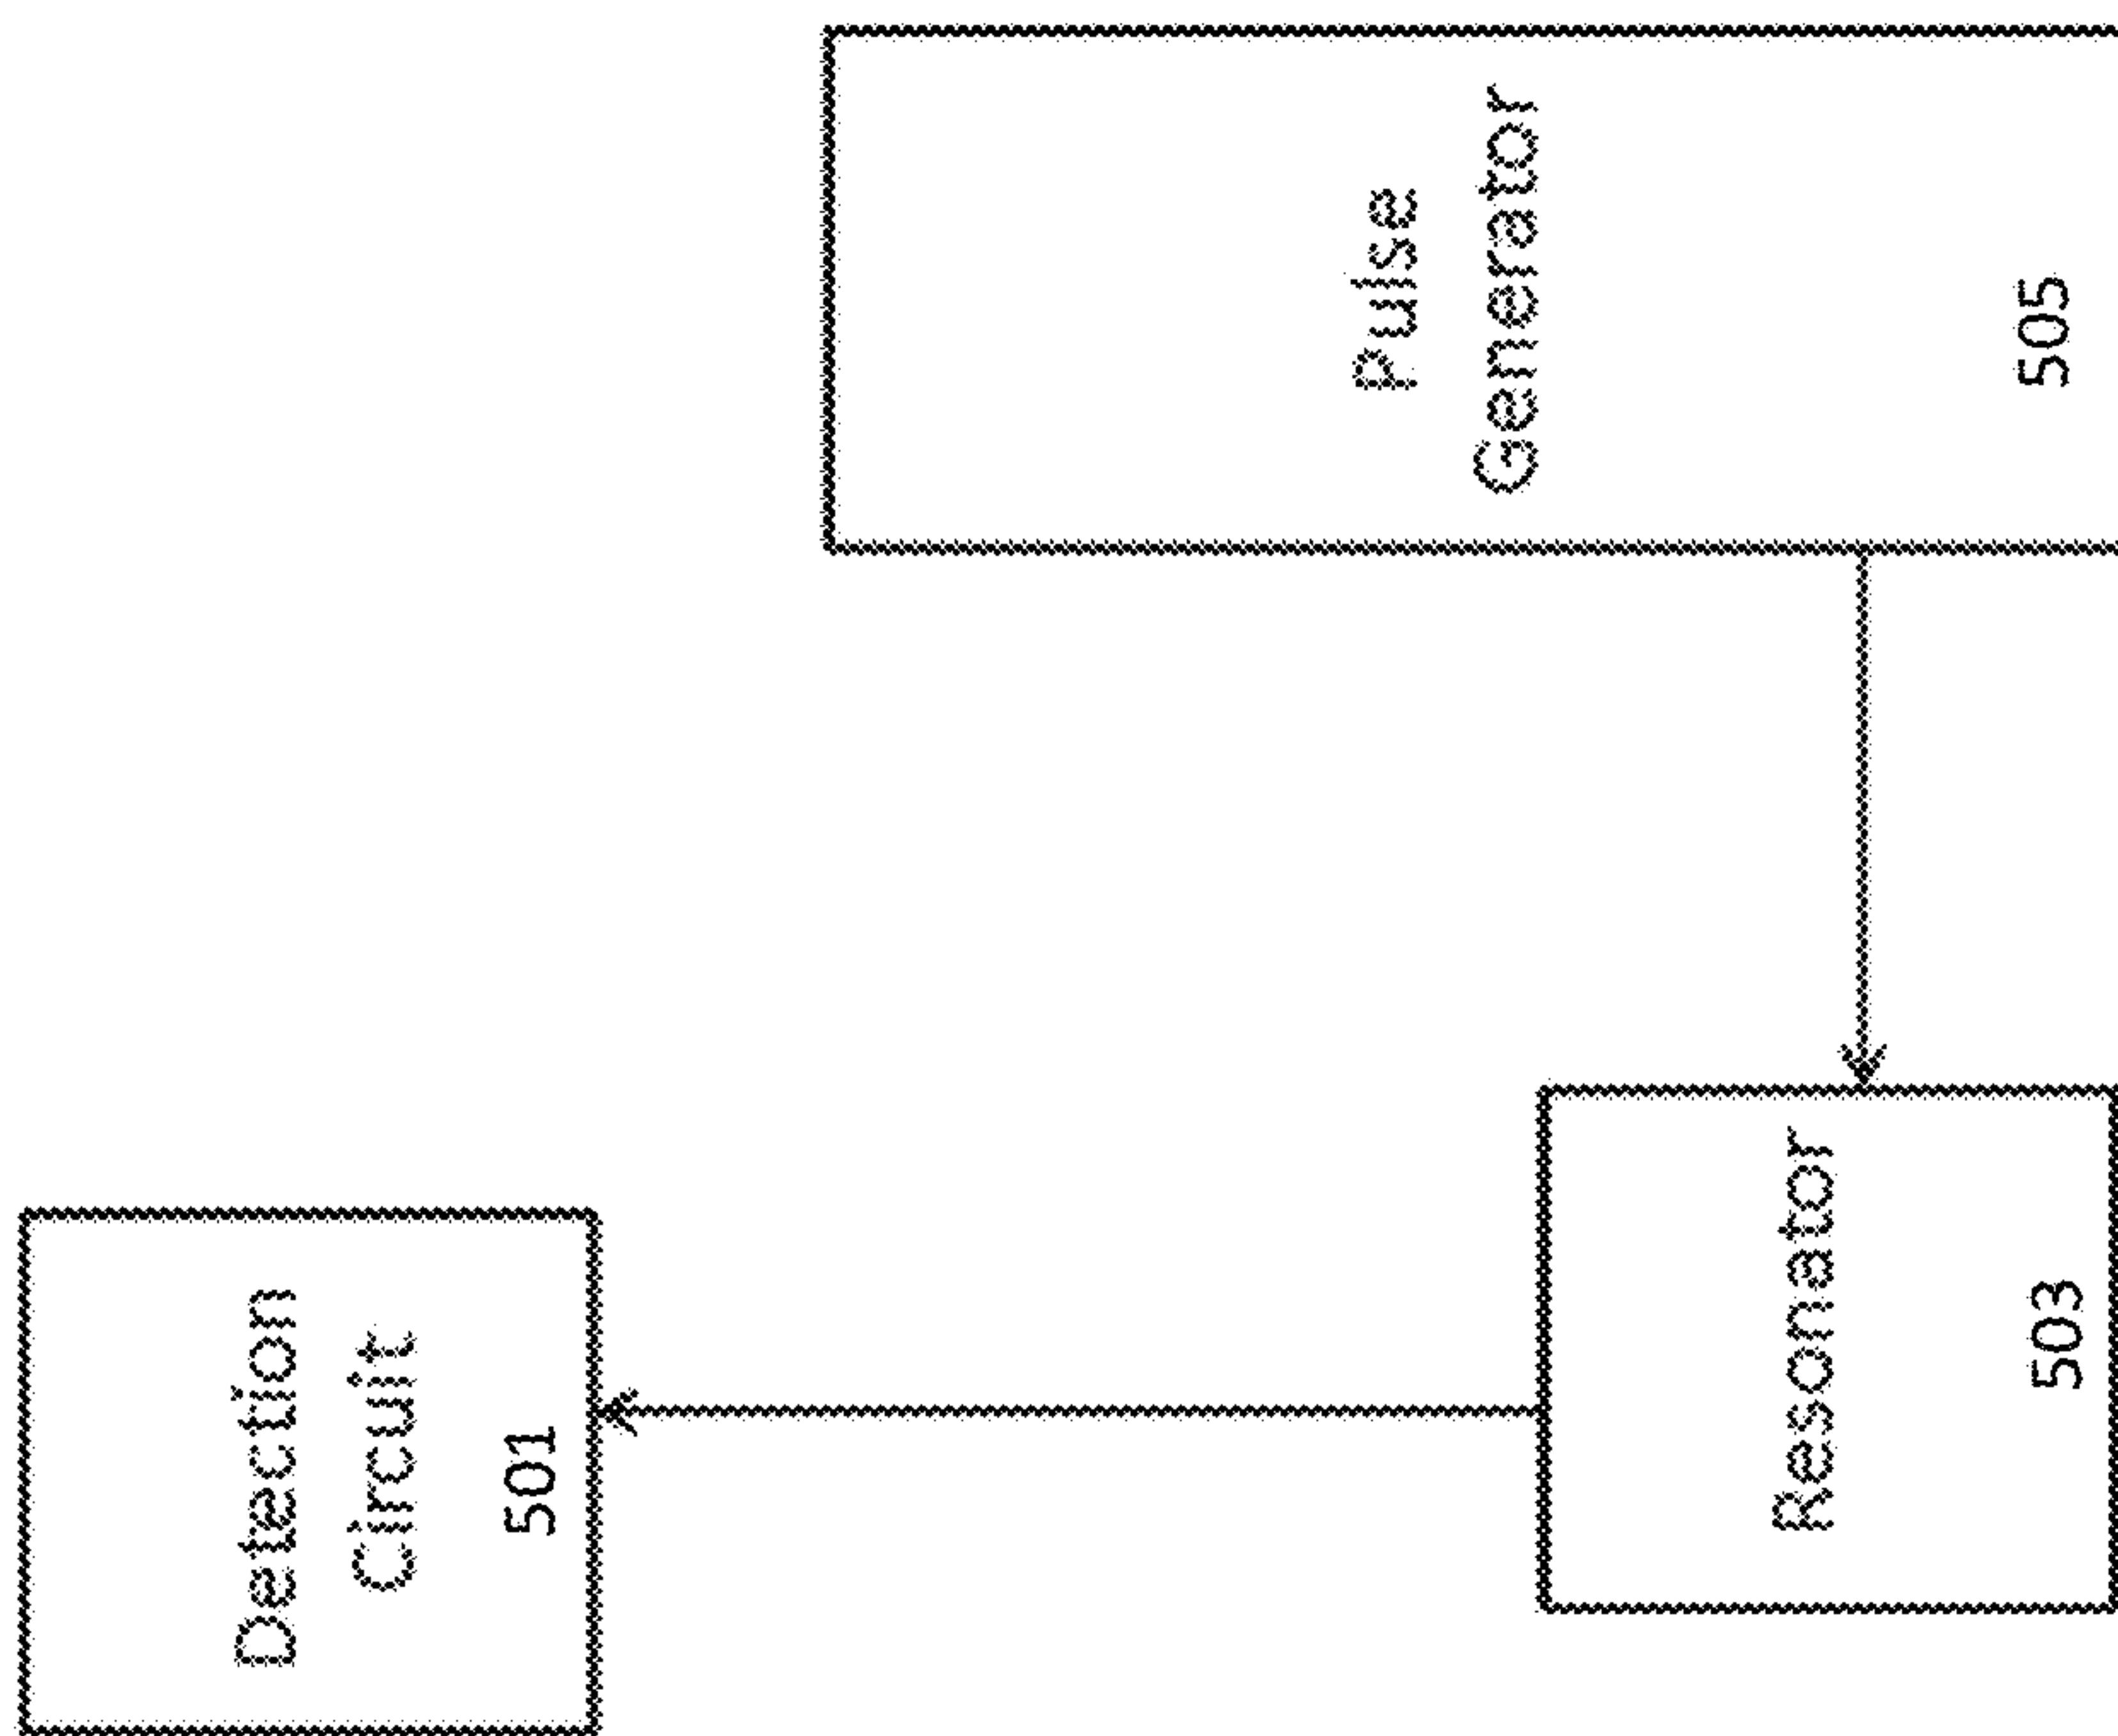 Pulse
Generator
505
Detection
Circuit
501
Resonator
503